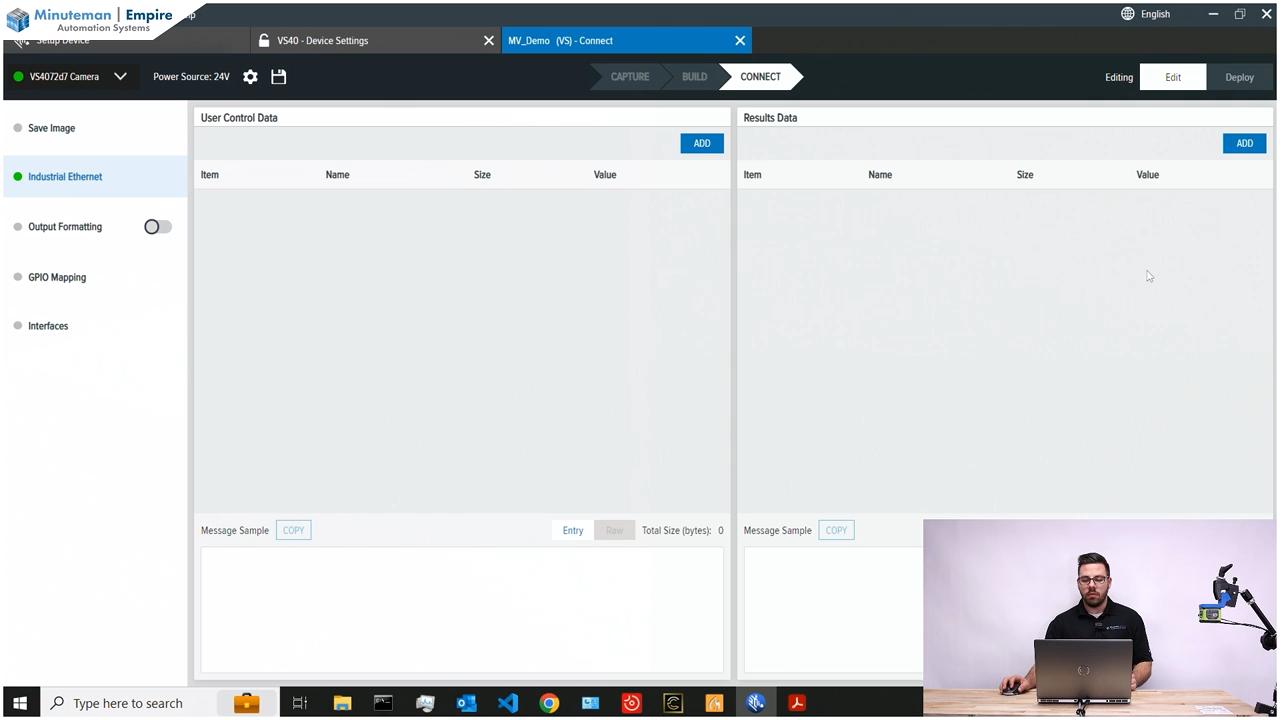 Minuteman | Empire
Automation Systems
English
Setup Device
VS40 - Device Settings
MV_Demo (VS) - Connect
VS4072d7 Camera
Power Source: 24V
CAPTURE
BUILD
CONNECT
Editing
Edit
Deploy
Save Image
Industrial Ethernet
Output Formatting
GPIO Mapping
Interfaces
User Control Data
ADD
Item Name Size Value
Message Sample
COPY
Entry
Raw
Total Size (bytes): 0
Results Data
ADD
Item Name Size Value
Message Sample
COPY
Type here to search